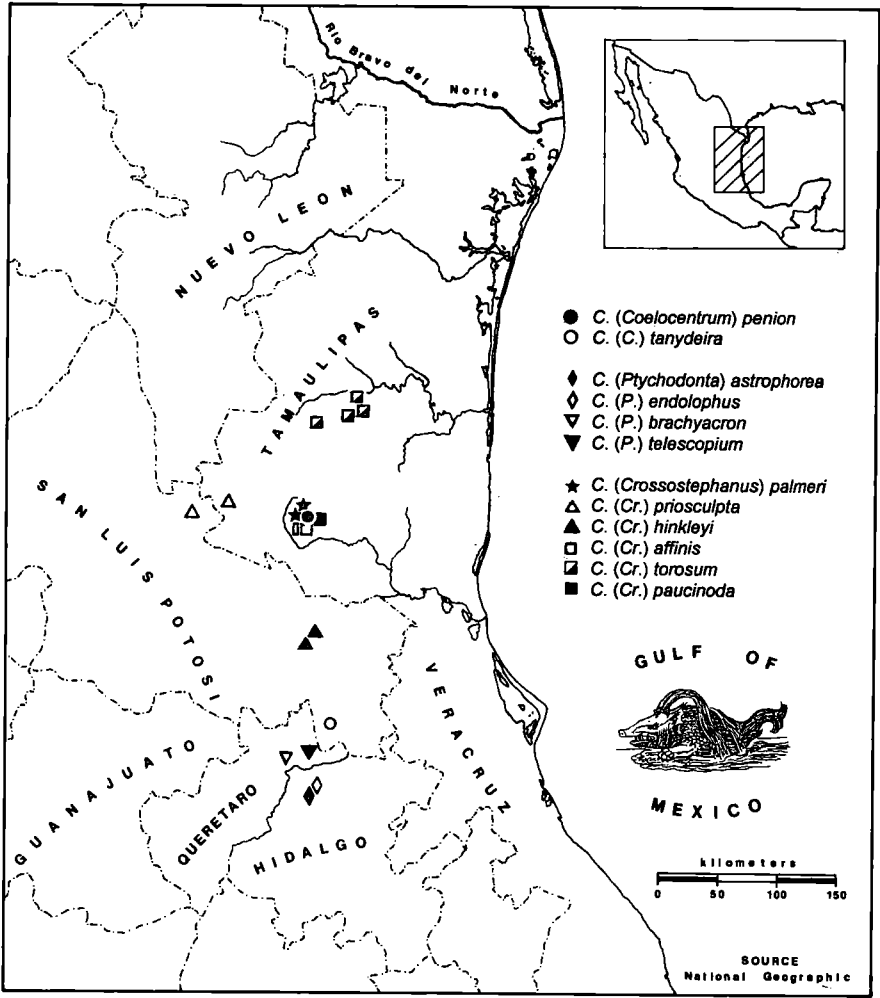 Rio Bravo del Norte
NUEVO LEON
TAMAULIPAS
SAN LUIS POTOSI
VERACRUZ
GUANAJUATO
QUERETARO
HIDALGO
C. (Coelocentrum) penion
C. (C.) tanydeira
C. (Ptychodonta) astrophorea
C. (P.) endolophus
C. (P.) brachyacron
C. (P.) telescopium
C. (Crossostephanus) palmeri
C. (Cr.) priosculpta
C. (Cr.) hinkleyi
C. (Cr.) affinis
C. (Cr.) torosum
C. (Cr.) paucinoda
GULF OF
MEXICO
kilometers
0 50 100 150
SOURCE
National Geographic